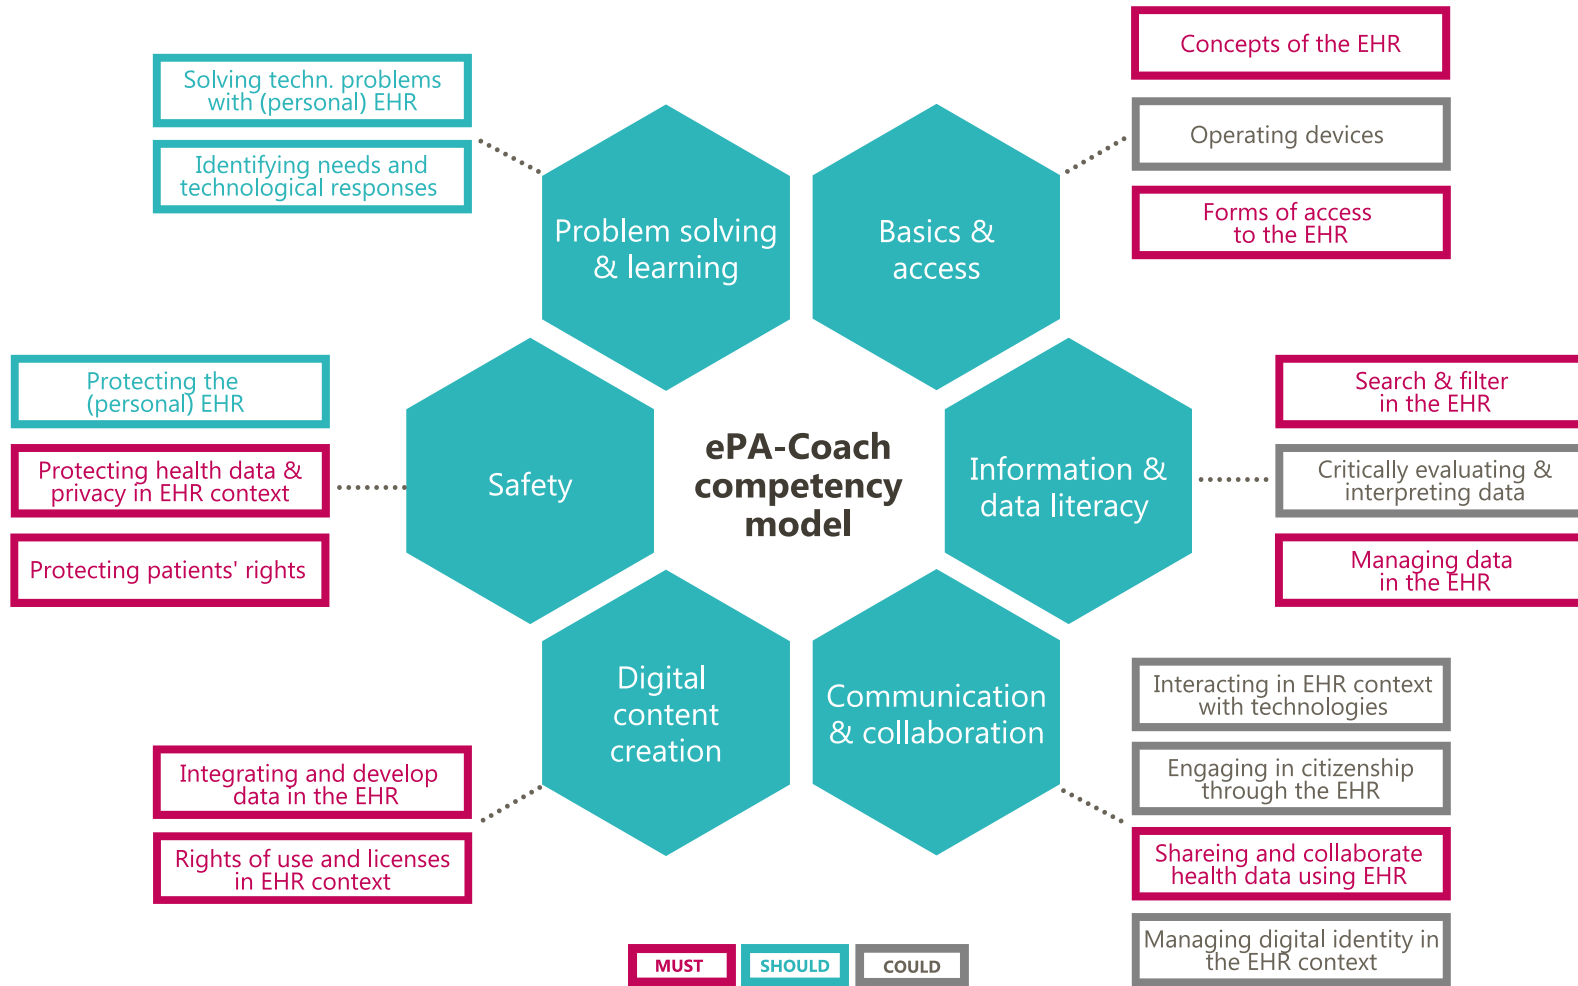 Concepts of the EHR
Operating devices
Forms of access
to the EHR
Solving techn. problems
with (personal) EHR
Identifying needs and
technological responses
Problem solving
& learning
Basics &
access
Protecting the
(personal) EHR
Protecting health data &
privacy in EHR context
Protecting patients' rights
Safety
ePA-Coach
competency
model
Information &
data literacy
Search & filter
in the EHR
Critically evaluating &
interpreting data
Managing data
in the EHR
Digital
content
creation
Communication
& collaboration
Integrating and develop
data in the EHR
Rights of use and licenses
in EHR context
Interacting in EHR context
with technologies
Engaging in citizenship
through the EHR
Shareing and collaborate
health data using EHR
Managing digital identity in
the EHR context
MUST
SHOULD
COULD